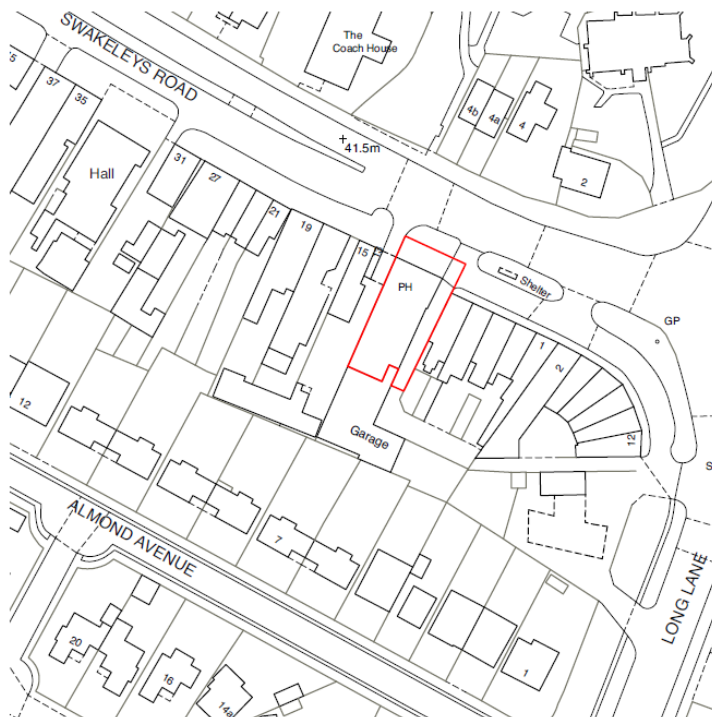 SWAKELEYS ROAD
The
Coach House
35
37
35
Hall
31
27
21
19
15
41.5m
4b
4a
4
2
PH
Shelter
GP
1
2
12
S
Garage
12
7
ALMOND AVENUE
LONG LANE
20
16
14a
1